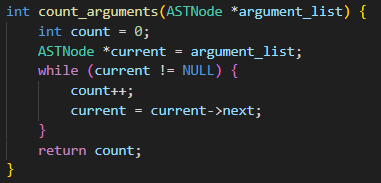 int count_arguments(ASTNode *argument_list) {
    int count = 0;
    ASTNode *current = argument_list;
    while (current != NULL) {
        count++;
        current = current->next;
    }
    return count;
}